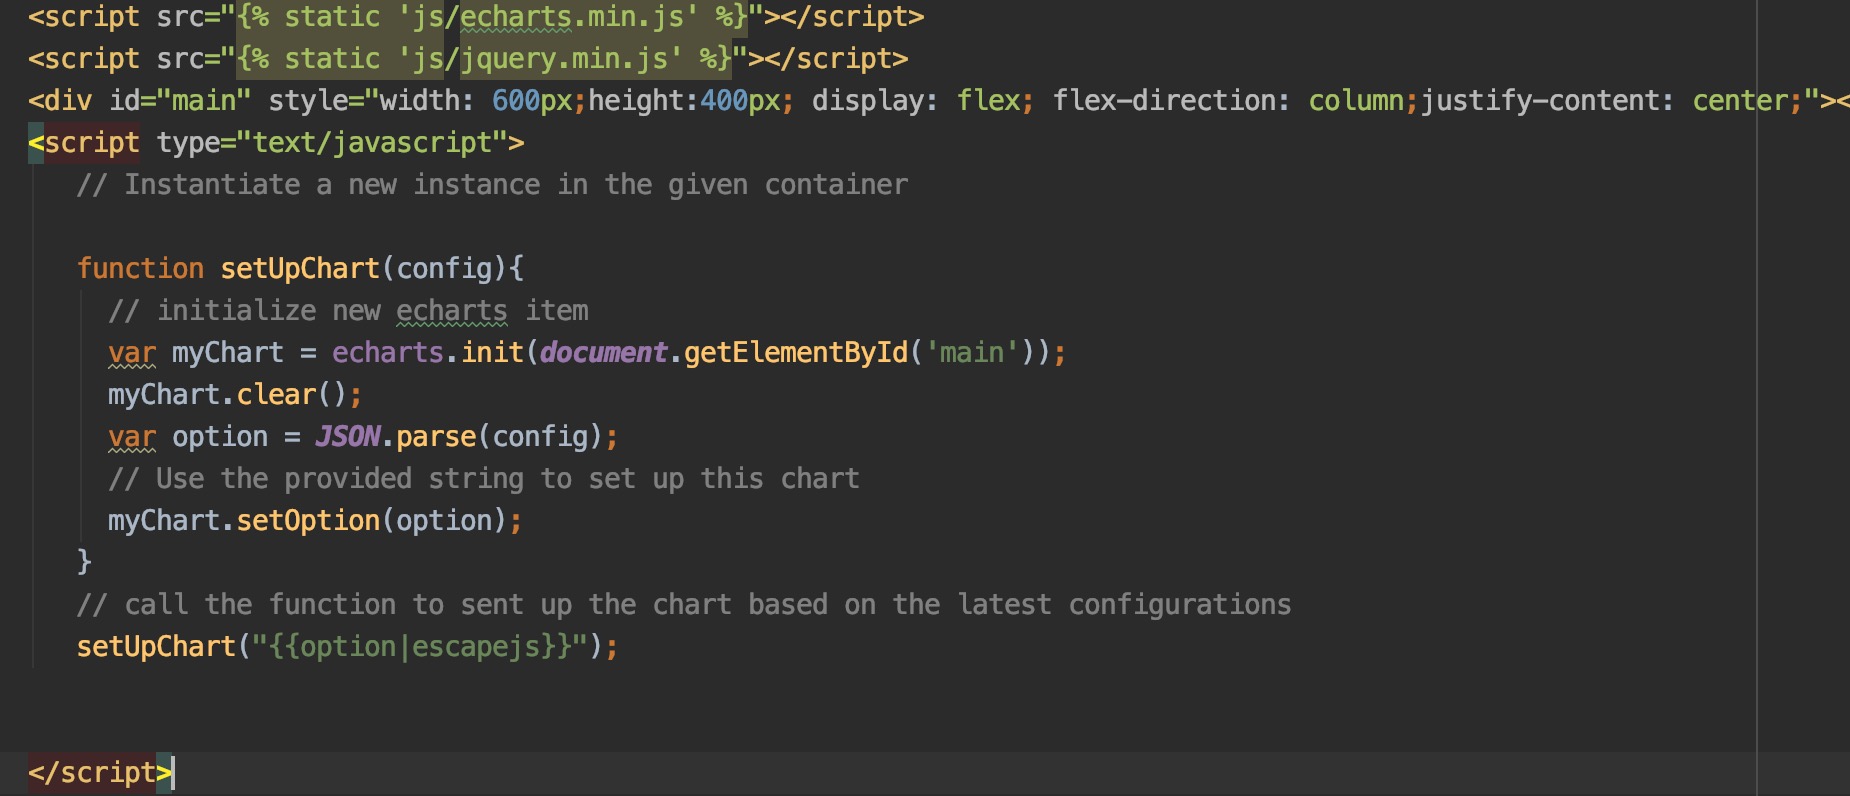 <script src="{% static 'js/echarts.min.js' %}"></script>
<script src="{% static 'js/jquery.min.js' %}"></script>
<div id="main" style="width: 600px;height:400px; display: flex; flex-direction: column;justify-content: center;"><
<script type="text/javascript">
// Instantiate a new instance in the given container
function setUpChart(config){
// initialize new echarts item
var myChart = echarts.init(document.getElementById('main'));
myChart.clear();
var option = JSON.parse(config);
// Use the provided string to set up this chart
myChart.setOption(option);
}
// call the function to sent up the chart based on the latest configurations
setUpChart("{{option|escapejs}}");
</script>